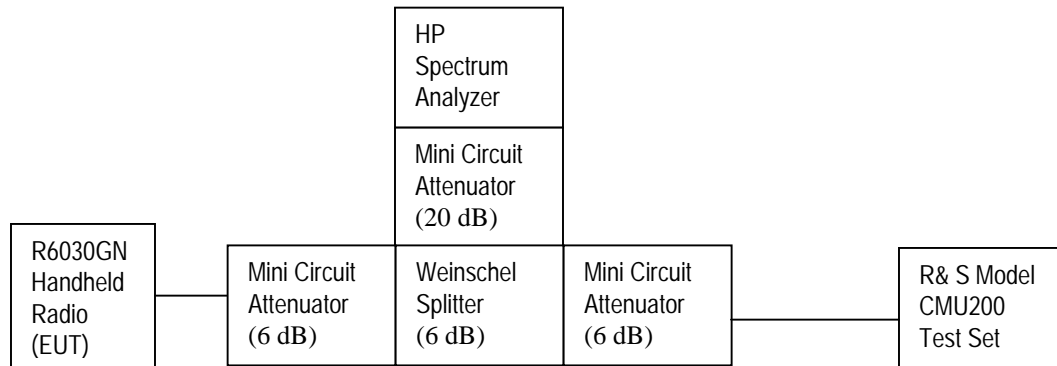 HP
Spectrum
Analyzer
Mini Circuit
Attenuator
(20 dB)
R6030GN
Handheld
Radio
(EUT)
Mini Circuit
Attenuator
(6 dB)
Weinschel
Splitter
(6 dB)
Mini Circuit
Attenuator
(6 dB)
R& S Model
CMU200
Test Set